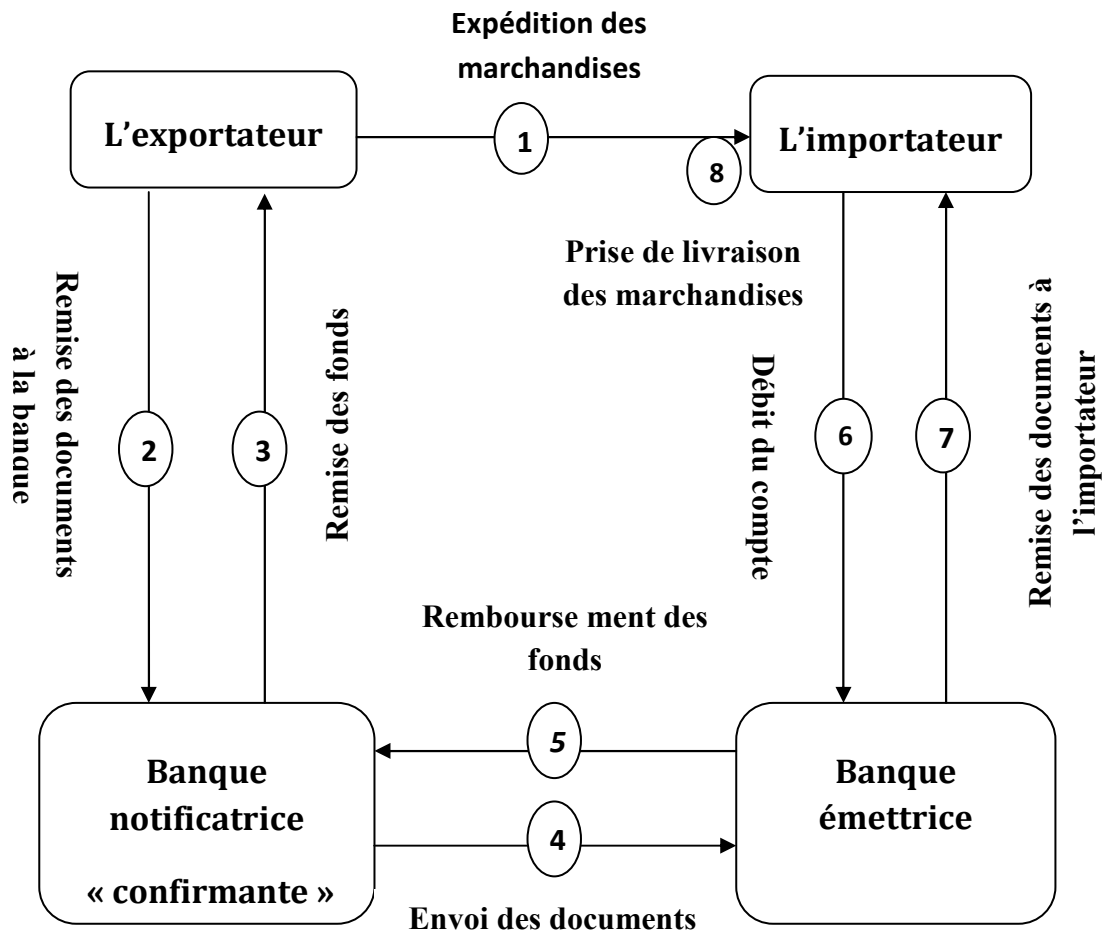 Expédition des
marchandises
L’exportateur
1
L’importateur
8
Prise de livraison
des marchandises
Remise des documents
à la banque
2
3
Remise des fonds
Débit du compte
6
7
Remise des documents à
l’importateur
Rembourse ment des
fonds
5
Banque
notificatrice
« confirmante »
Banque
émettrice
4
Envoi des documents